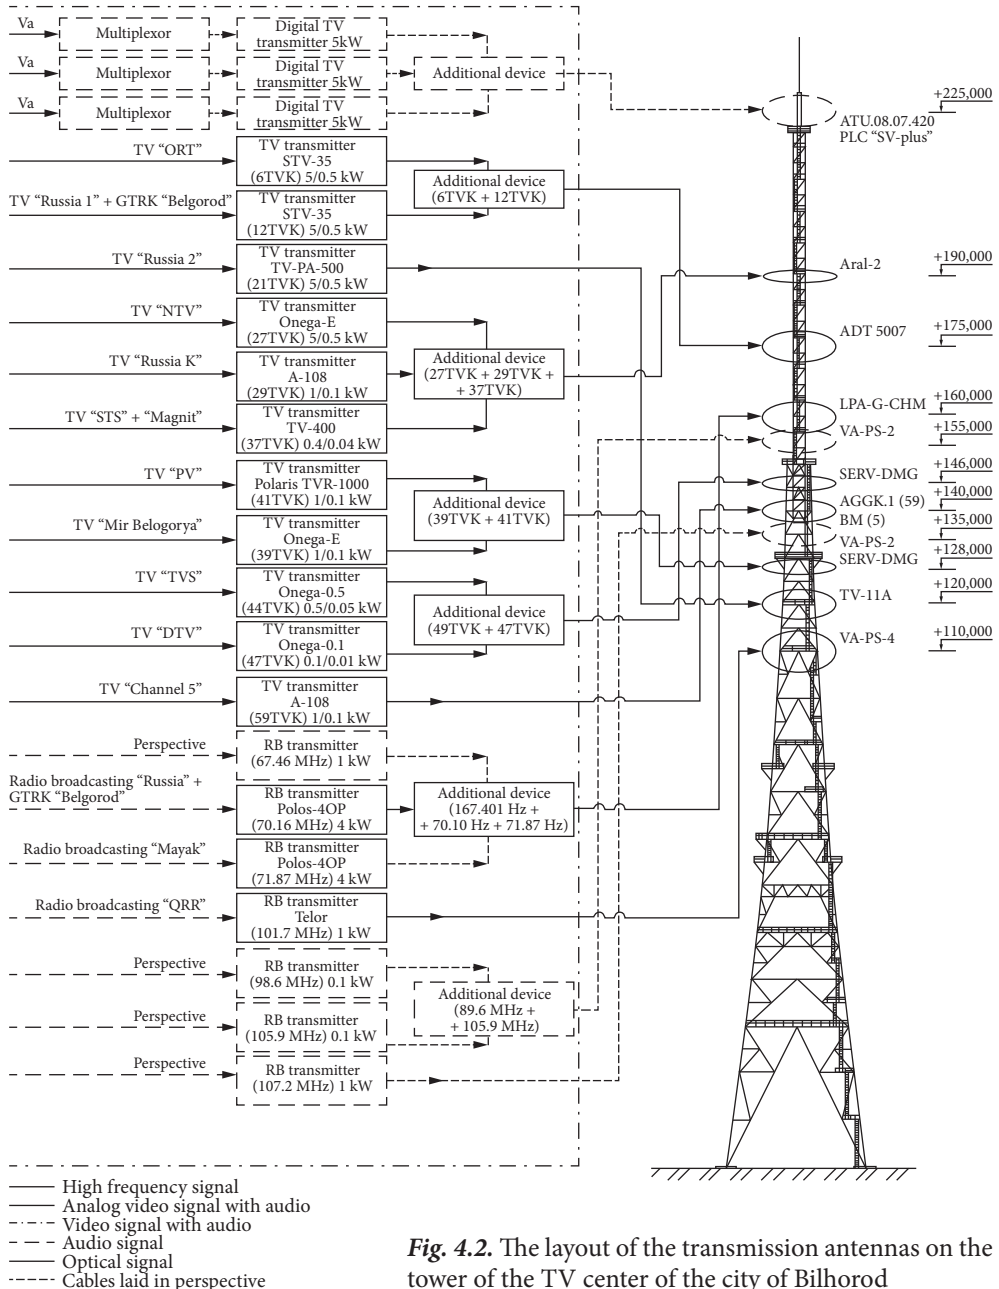 Va
Multiplexor
Digital TV
transmitter 5kW
Va
Multiplexor
Digital TV
transmitter 5kW
Additional device
Va
Multiplexor
Digital TV
transmitter 5kW
TV “ORT”
TV transmitter
STV-35
(6TVK) 5/0.5 kW
Additional device
(6TVK + 12TVK)
TV “Russia 1” + GTRK “Belgorod”
TV transmitter
STV-35
(12TVK) 5/0.5 kW
TV “Russia 2”
TV transmitter
TV-PA-500
(21TVK) 5/0.5 kW
TV “NTV”
TV transmitter
Onega-E
(27TVK) 5/0.5 kW
TV “Russia K”
TV transmitter
A-108
(29TVK) 1/0.1 kW
Additional device
(27TVK + 29TVK +
+ 37TVK)
TV “STS” + “Magnit”
TV transmitter
TV-400
(37TVK) 0.4/0.04 kW
TV “PV”
TV transmitter
Polaris TVR-1000
(41TVK) 1/0.1 kW
Additional device
(39TVK + 41TVK)
TV “Mir Belogorya”
TV transmitter
Onega-E
(39TVK) 1/0.1 kW
TV “TVS”
TV transmitter
Onega-0.5
(44TVK) 0.5/0.05 kW
Additional device
(49TVK + 47TVK)
TV “DTV”
TV transmitter
Onega-0.1
(47TVK) 0.1/0.01 kW
TV “Channel 5”
TV transmitter
A-108
(59TVK) 1/0.1 kW
Perspective
RB transmitter
(67.46 MHz) 1 kW
Radio broadcasting “Russia” +
GTRK “Belgorod”
RB transmitter
Polos-4OP
(70.16 MHz) 4 kW
Additional device
(167.401 Hz +
+ 70.10 Hz + 71.87 Hz)
Radio broadcasting “Mayak”
RB transmitter
Polos-4OP
(71.87 MHz) 4 kW
Radio broadcasting “QRR”
RB transmitter
Telor
(101.7 MHz) 1 kW
Perspective
RB transmitter
(98.6 MHz) 0.1 kW
Additional device
(89.6 MHz +
+ 105.9 MHz)
Perspective
RB transmitter
(105.9 MHz) 0.1 kW
Perspective
RB transmitter
(107.2 MHz) 1 kW
+225,000
ATU.08.07.420
PLC “SV-plus”
+190,000
Aral-2
+175,000
ADT 5007
+160,000
LPA-G-CHM
+155,000
VA-PS-2
+146,000
SERV-DMG
+140,000
AGGK.1 (59)
BM (5)
+135,000
VA-PS-2
+128,000
SERV-DMG
+120,000
TV-11A
+110,000
VA-PS-4
High frequency signal
Analog video signal with audio
Video signal with audio
Audio signal
Optical signal
Cables laid in perspective
Fig. 4.2. The layout of the transmission antennas on the
tower of the TV center of the city of Bilhorod